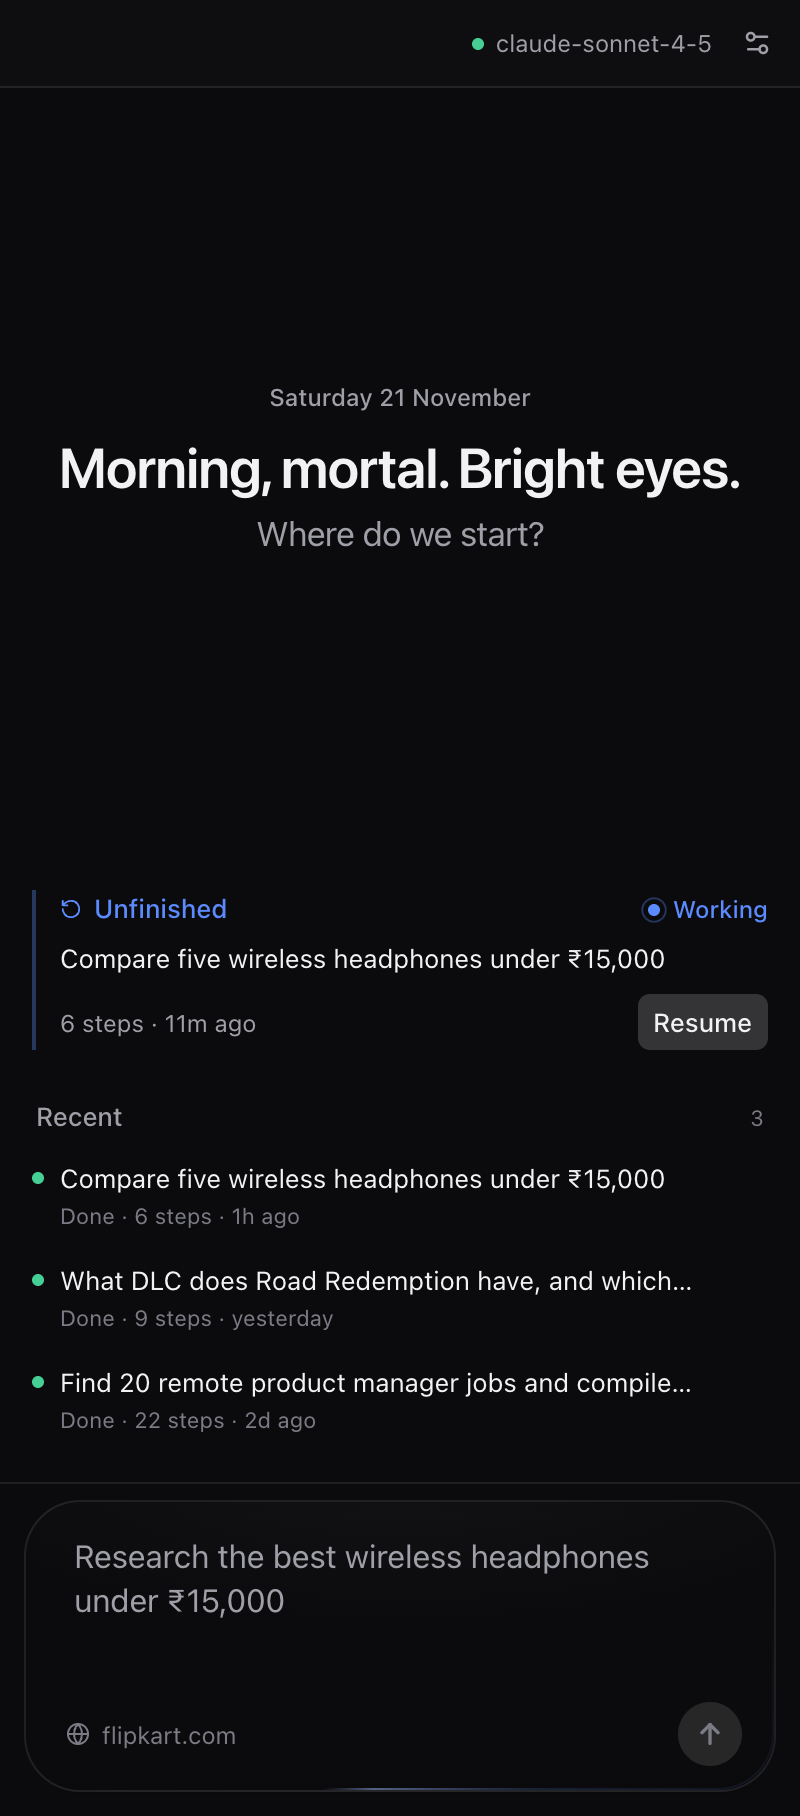 claude-sonnet-4-5
Saturday 21 November
Morning, mortal. Bright eyes.
Where do we start?
Unfinished
Working
Compare five wireless headphones under ₹15,000
6 steps · 11m ago
Resume
Recent
3
Compare five wireless headphones under ₹15,000
Done · 6 steps · 1h ago
What DLC does Road Redemption have, and which...
Done · 9 steps · yesterday
Find 20 remote product manager jobs and compile...
Done · 22 steps · 2d ago
Research the best wireless headphones
under ₹15,000
flipkart.com